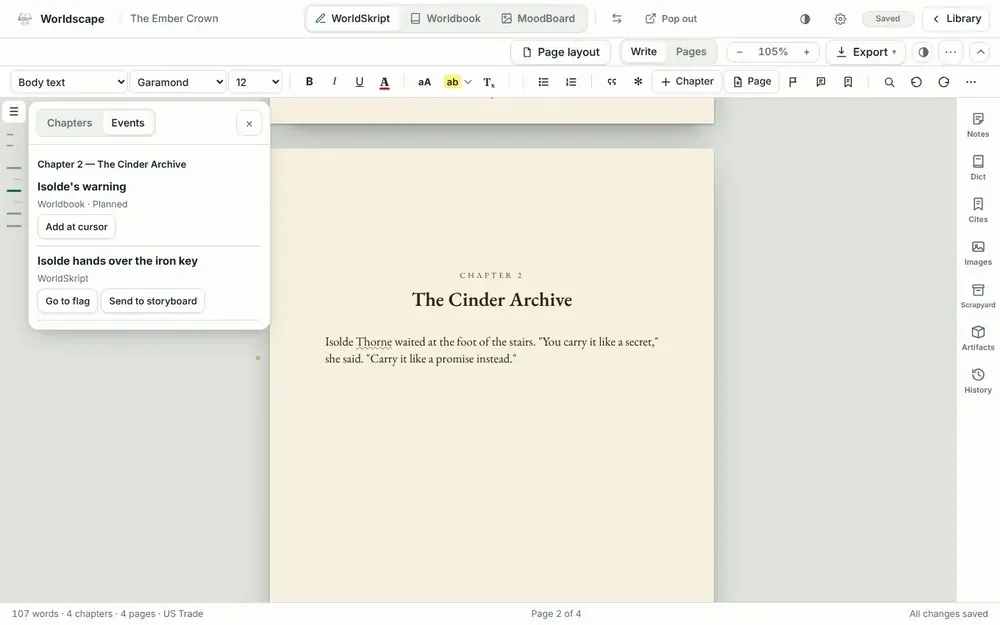 Worldscape
The Ember Crown
WorldSkript
Worldbook
MoodBoard
Pop out
Saved
Library
Page layout
Write
Pages
− 105% +
Export
Body text
Garamond
12
B I U A
aA
ab
Tx
+ Chapter
Page
Chapters
Events
×
Chapter 2 — The Cinder Archive
Isolde's warning
Worldbook · Planned
Add at cursor
Isolde hands over the iron key
WorldSkript
Go to flag
Send to storyboard
CHAPTER 2
The Cinder Archive
Isolde Thorne waited at the foot of the stairs. "You carry it like a secret,"
she said. "Carry it like a promise instead."
Notes
Dict
Cites
Images
Scrapyard
Artifacts
History
107 words · 4 chapters · 4 pages · US Trade
Page 2 of 4
All changes saved